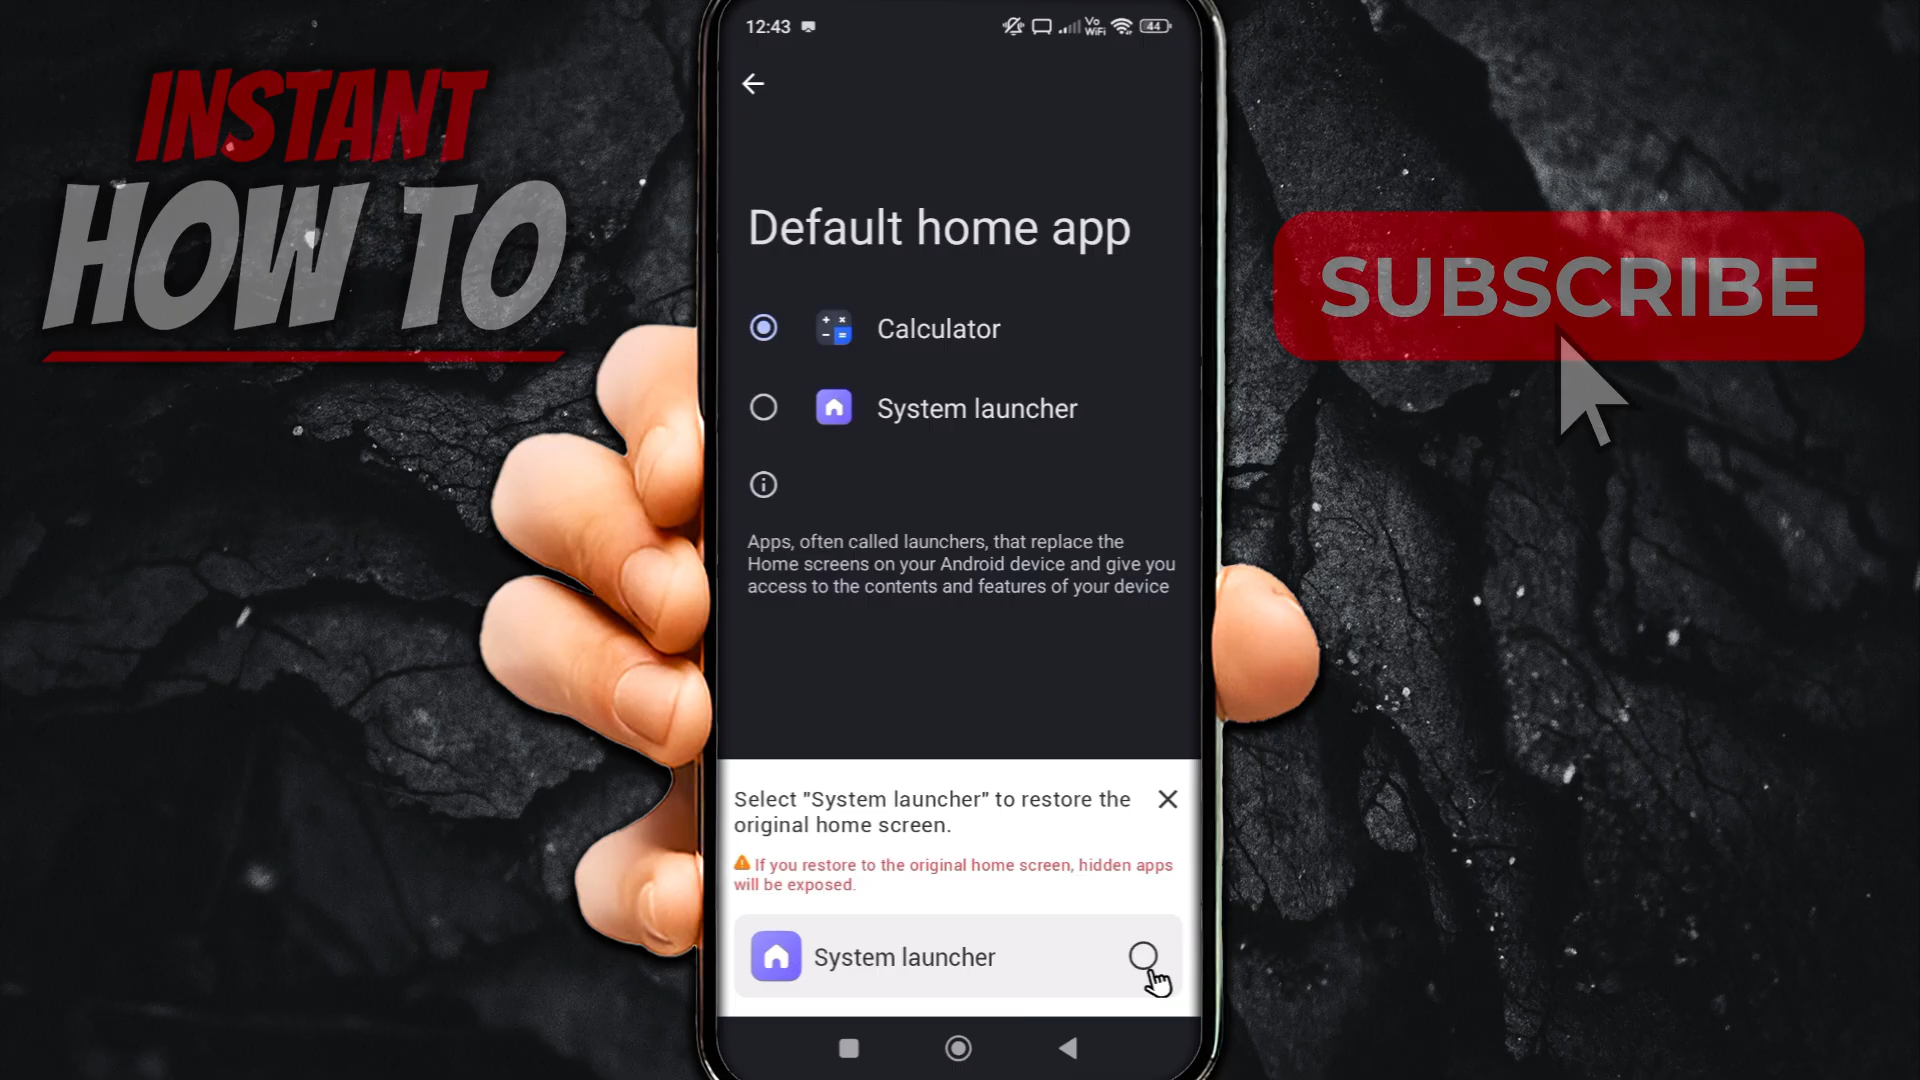 INSTANT
HOW TO
12:43
Vo
WiFi
44
Default home app
Calculator
System launcher
Apps, often called launchers, that replace the
Home screens on your Android device and give you
access to the contents and features of your device
SUBSCRIBE
Select "System launcher" to restore the
original home screen.
If you restore to the original home screen, hidden apps
will be exposed.
System launcher